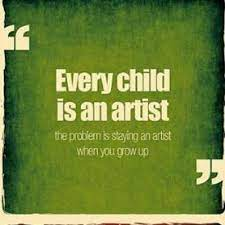 “
Every child
is an artist
the problem is staying an artist
when you grow up
”